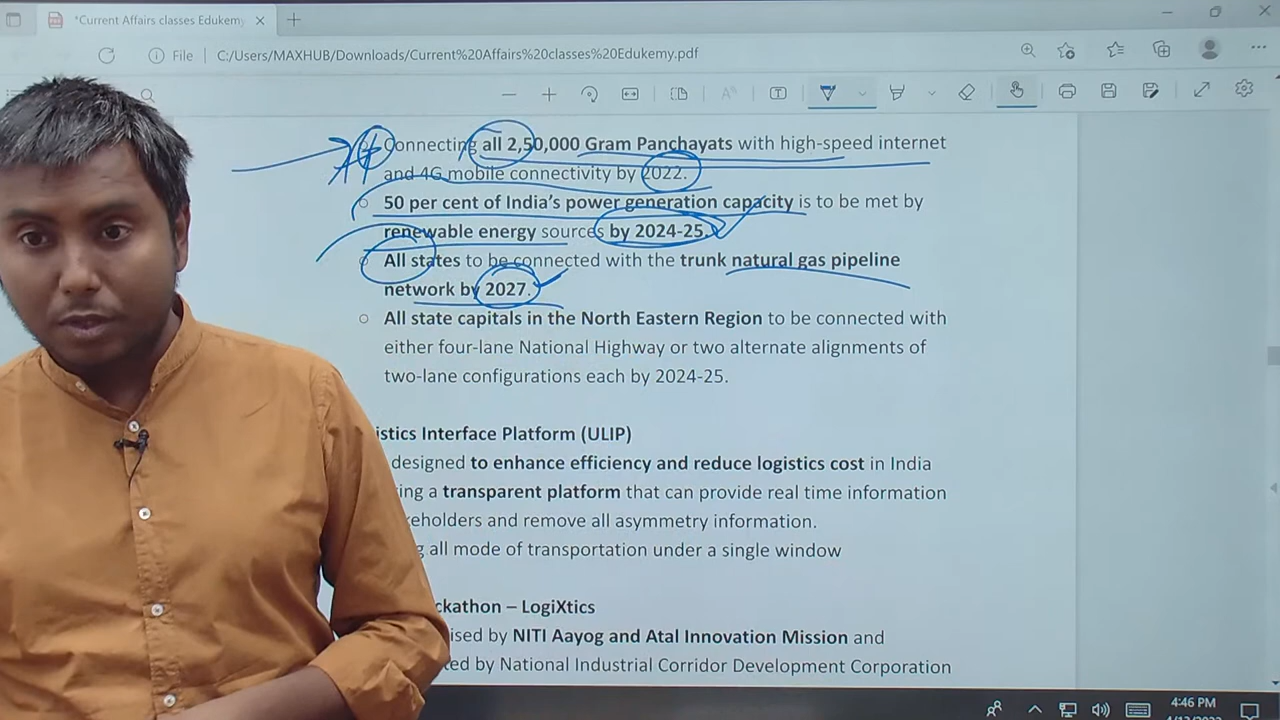 *Current Affairs classes Edukemy
File C:/Users/MAXHUB/Downloads/Current%20Affairs%20classes%20Edukemy.pdf
Connecting all 2,50,000 Gram Panchayats with high-speed internet
and 4G mobile connectivity by 2022.
50 per cent of India's power generation capacity is to be met by
renewable energy sources by 2024-25.
All states to be connected with the trunk natural gas pipeline
network by 2027.
All state capitals in the North Eastern Region to be connected with
either four-lane National Highway or two alternate alignments of
two-lane configurations each by 2024-25.
istics Interface Platform (ULIP)
designed to enhance efficiency and reduce logistics cost in India
ing a transparent platform that can provide real time information
keholders and remove all asymmetry information.
all mode of transportation under a single window
ckathon – LogiXtics
ised by NITI Aayog and Atal Innovation Mission and
ted by National Industrial Corridor Development Corporation
4:46 PM